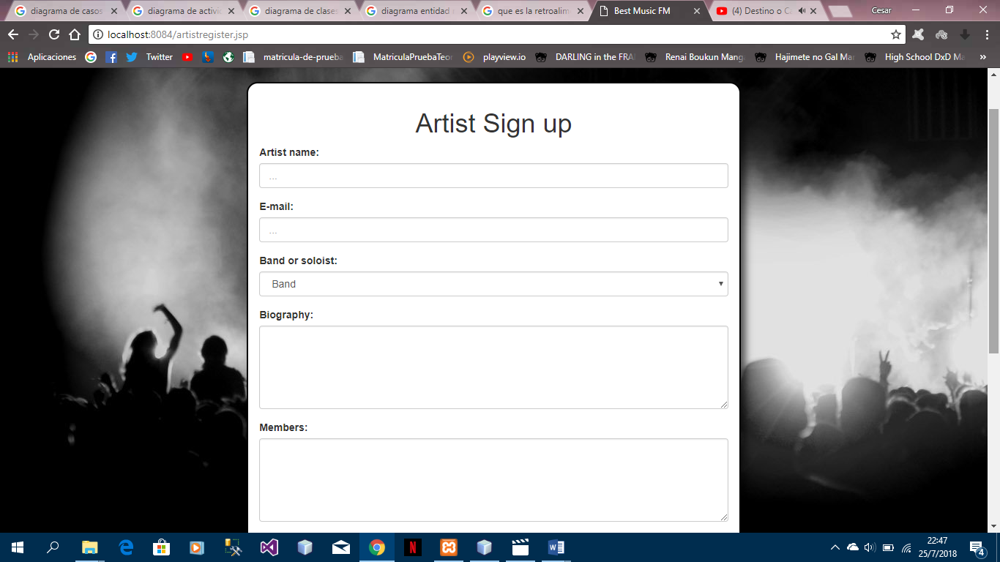 diagrama de casos
diagrama de activi
diagrama de clases
diagrama entidad
que es la retroalim
Best Music FM
(4) Destino o Ca
Cesar
localhost:8084/artistregister.jsp
Aplicaciones
Twitter
matricula-de-prueba
MatriculaPruebaTeor
playview.io
DARLING in the FRA
Renai Boukun Mang
Hajimete no Gal Mar
High School DxD Ma
»
Artist Sign up
Artist name:
...
E-mail:
...
Band or soloist:
Band
Biography:
Members:
22:47
25/7/2018
4